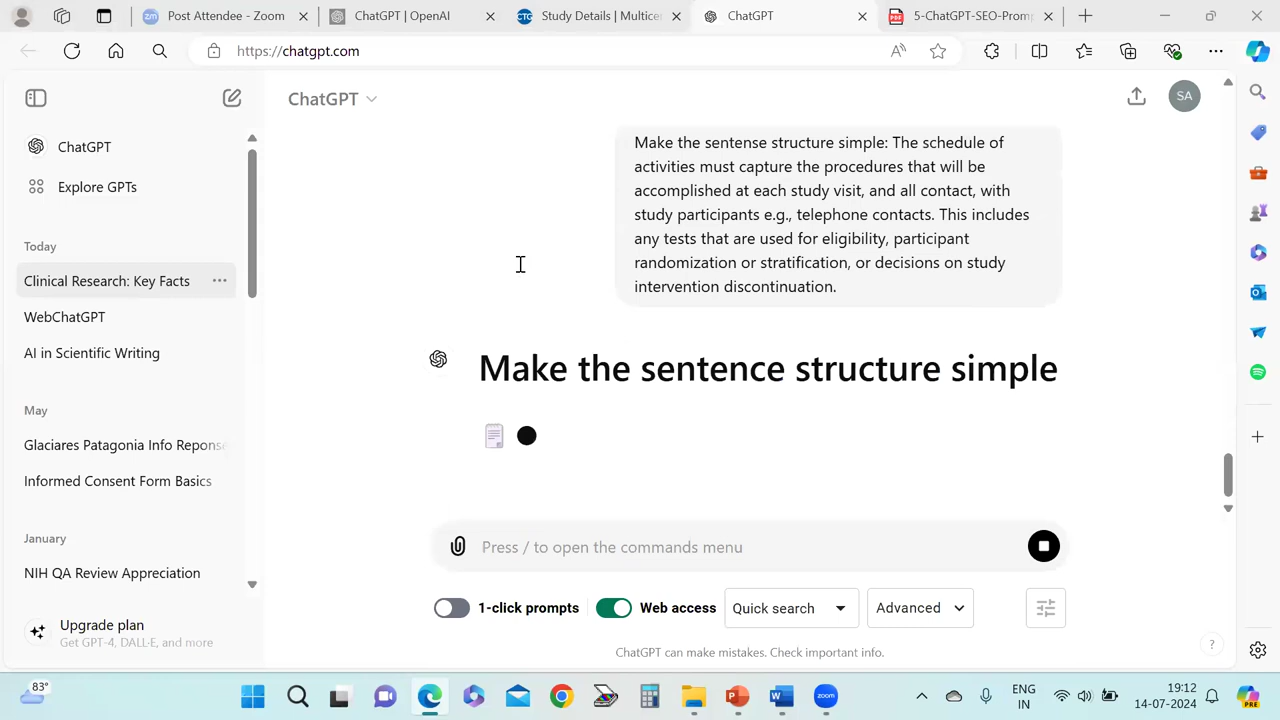 Post Attendee - Zoom
ChatGPT | OpenAI
Study Details | Multicen
ChatGPT
5-ChatGPT-SEO-Prom
https://chatgpt.com
ChatGPT
SA
ChatGPT
Explore GPTs
Today
Clinical Research: Key Facts
WebChatGPT
AI in Scientific Writing
May
Glaciares Patagonia Info Reponse
Informed Consent Form Basics
January
NIH QA Review Appreciation
Upgrade plan
Get GPT-4, DALL·E, and more
Make the sentense structure simple: The schedule of
activities must capture the procedures that will be
accomplished at each study visit, and all contact, with
study participants e.g., telephone contacts. This includes
any tests that are used for eligibility, participant
randomization or stratification, or decisions on study
intervention discontinuation.
Make the sentence structure simple
Press / to open the commands menu
1-click prompts
Web access
Quick search
Advanced
ChatGPT can make mistakes. Check important info.
?
83°
ENG
IN
19:12
14-07-2024
PRE